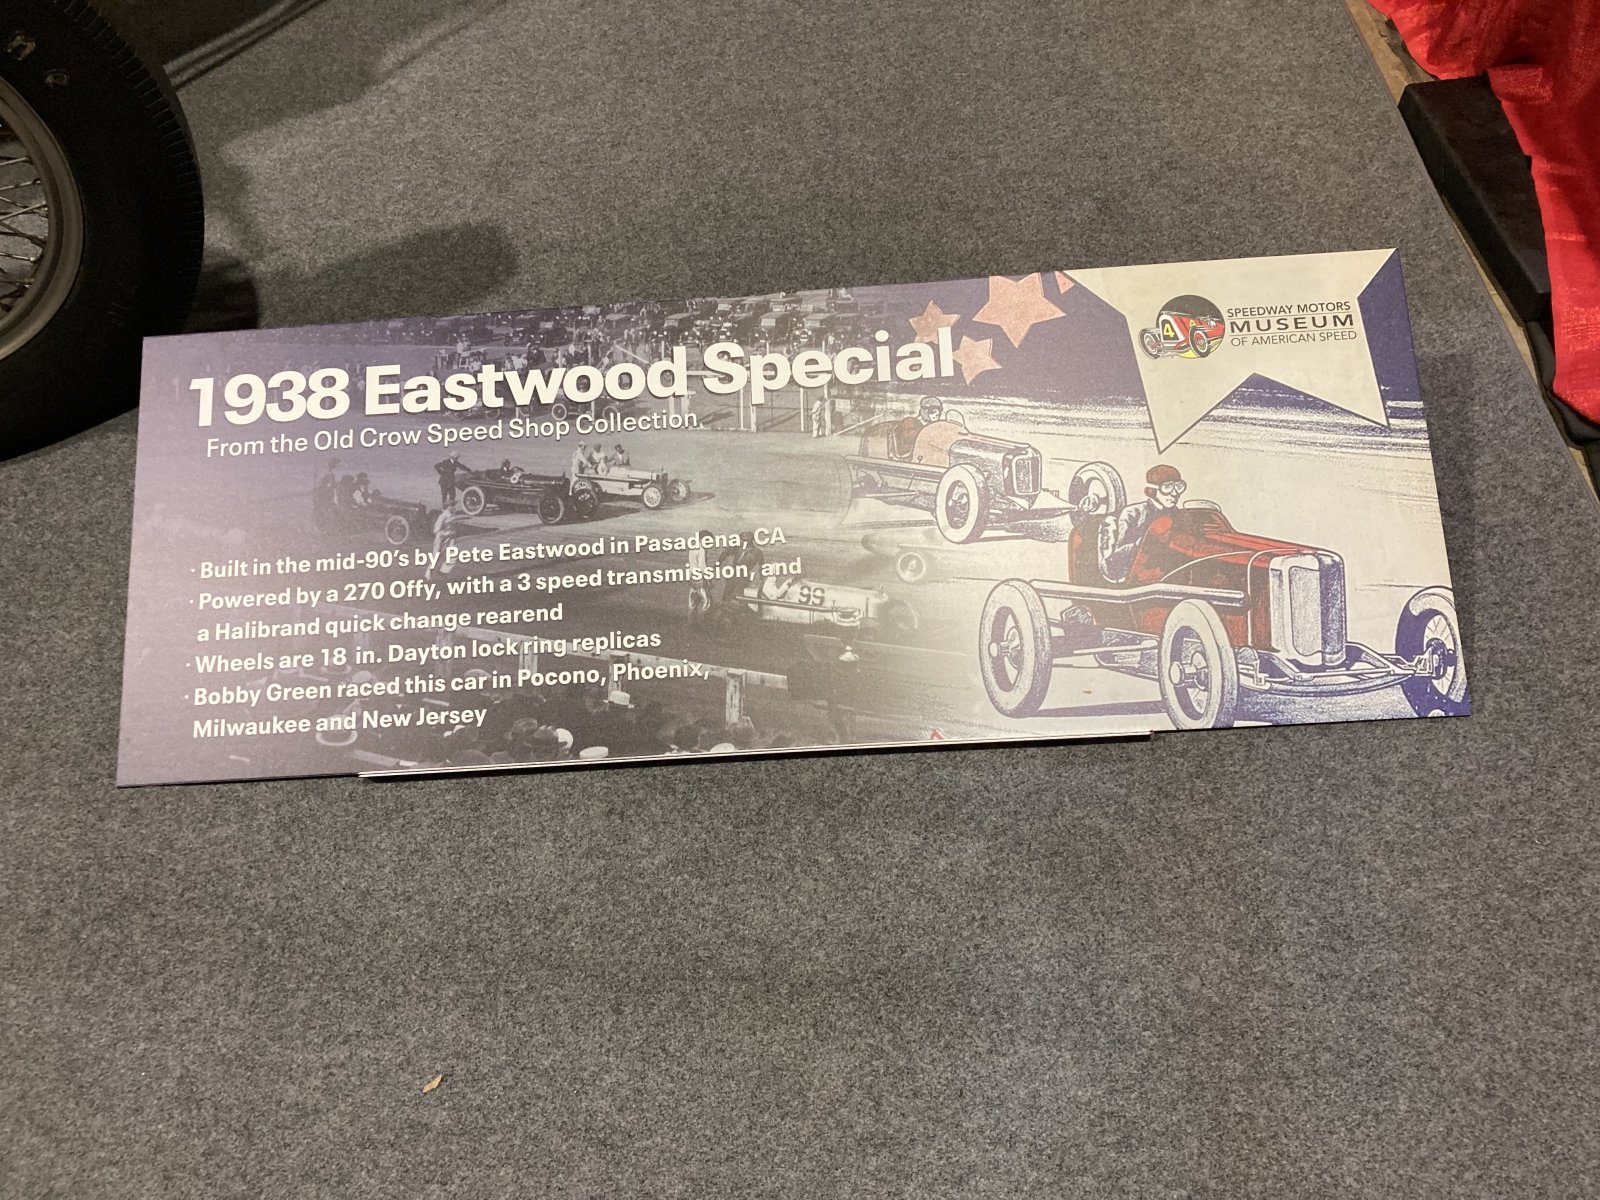 SPEEDWAY MOTORS
MUSEUM
OF AMERICAN SPEED
4
1938 Eastwood Special
From the Old Crow Speed Shop Collection.
· Built in the mid-90's by Pete Eastwood in Pasadena, CA
· Powered by a 270 Offy, with a 3 speed transmission, and
a Halibrand quick change rearend
· Wheels are 18 in. Dayton lock ring replicas
· Bobby Green raced this car in Pocono, Phoenix,
Milwaukee and New Jersey
99